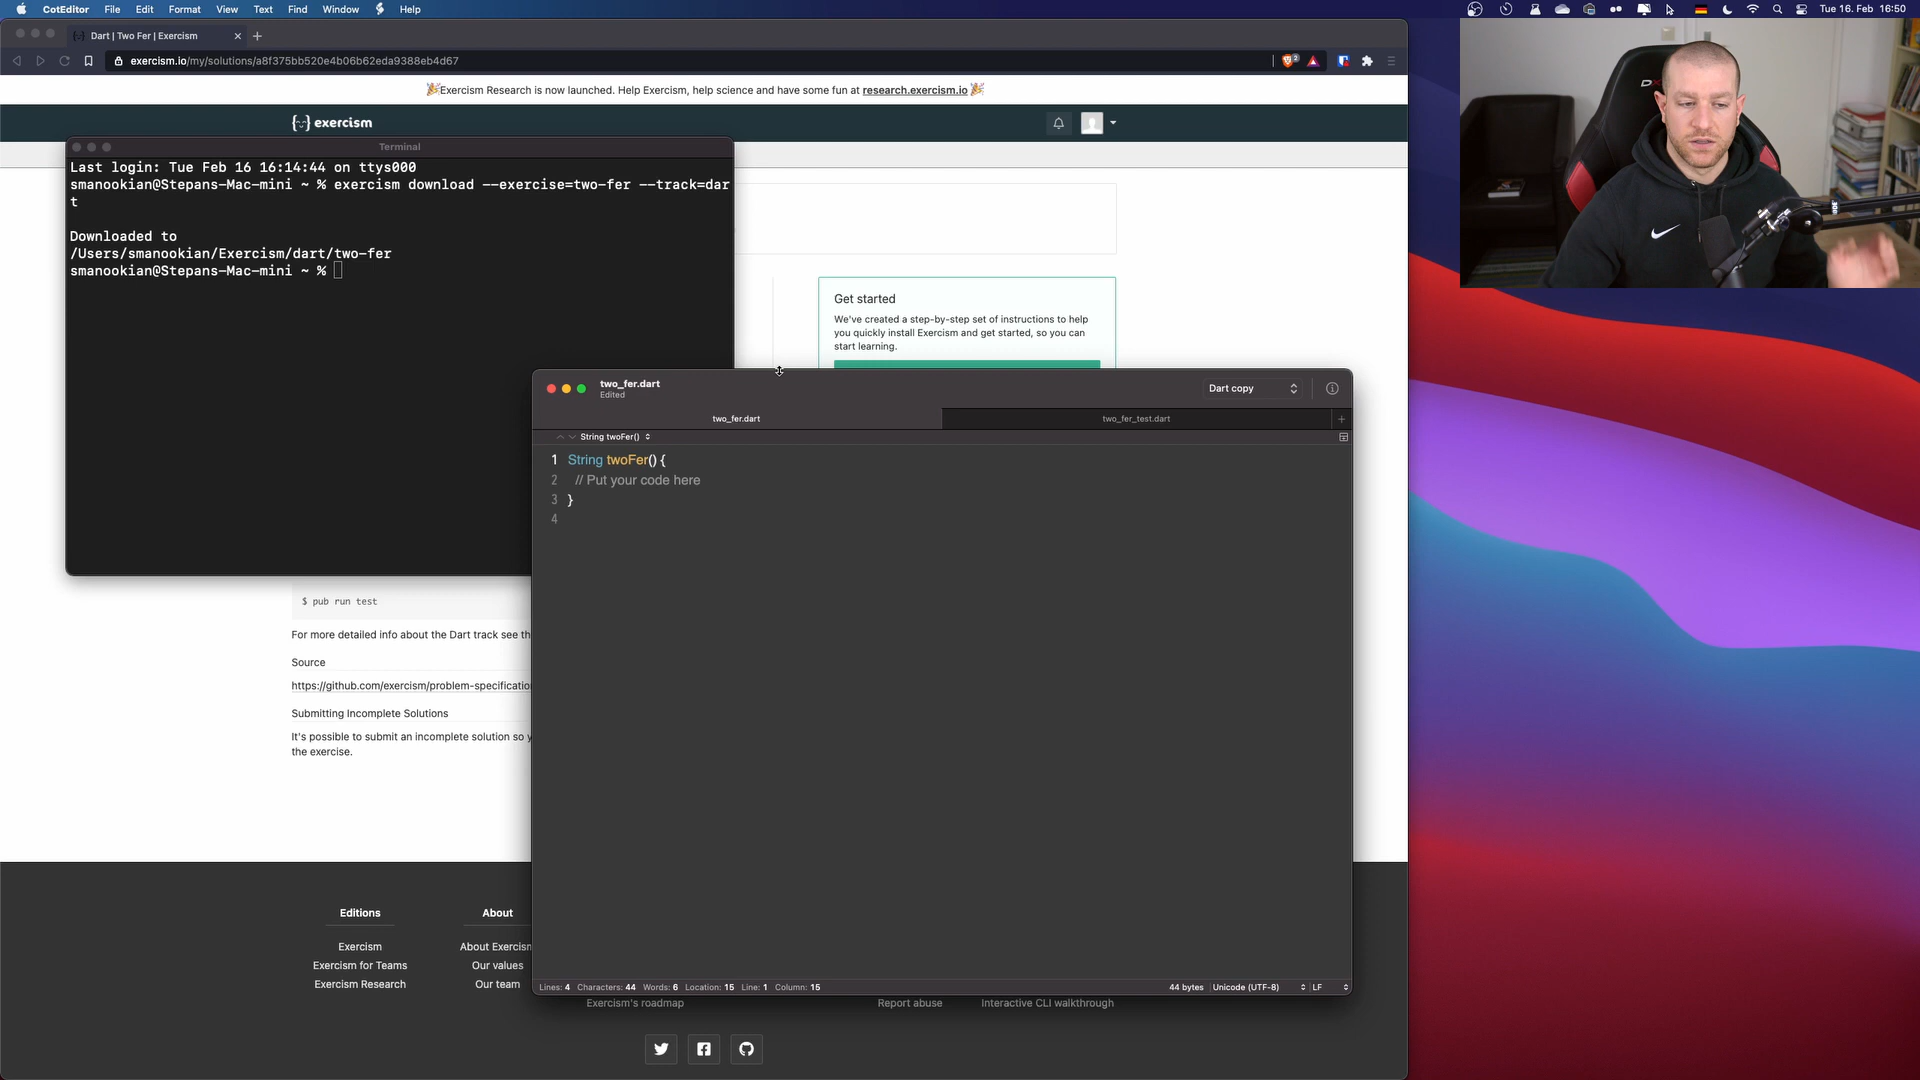 CotEditor File Edit Format View Text Find Window Help
Tue 16. Feb 16:50
Dart | Two Fer | Exercism
exercism.io/my/solutions/a8f375bb520e4b06b62eda9388eb4d67
🎉Exercism Research is now launched. Help Exercism, help science and have some fun at research.exercism.io 🎉
exercism
Terminal
Last login: Tue Feb 16 16:14:44 on ttys000
smanookian@Stepans-Mac-mini ~ % exercism download --exercise=two-fer --track=dar
t
Downloaded to
/Users/smanookian/Exercism/dart/two-fer
smanookian@Stepans-Mac-mini ~ %
Get started
We've created a step-by-step set of instructions to help
you quickly install Exercism and get started, so you can
start learning.
two_fer.dart
Edited
Dart copy
two_fer.dart
two_fer_test.dart
String twoFer()
1 String twoFer() {
2 // Put your code here
3 }
4
Lines: 4 Characters: 44 Words: 6 Location: 15 Line: 1 Column: 15
44 bytes Unicode (UTF-8) LF
$ pub run test
For more detailed info about the Dart track see th
Source
https://github.com/exercism/problem-specificatio
Submitting Incomplete Solutions
It's possible to submit an incomplete solution so y
the exercise.
Editions
Exercism
Exercism for Teams
Exercism Research
About
About Exercism
Our values
Our team
Exercism's roadmap
Report abuse
Interactive CLI walkthrough